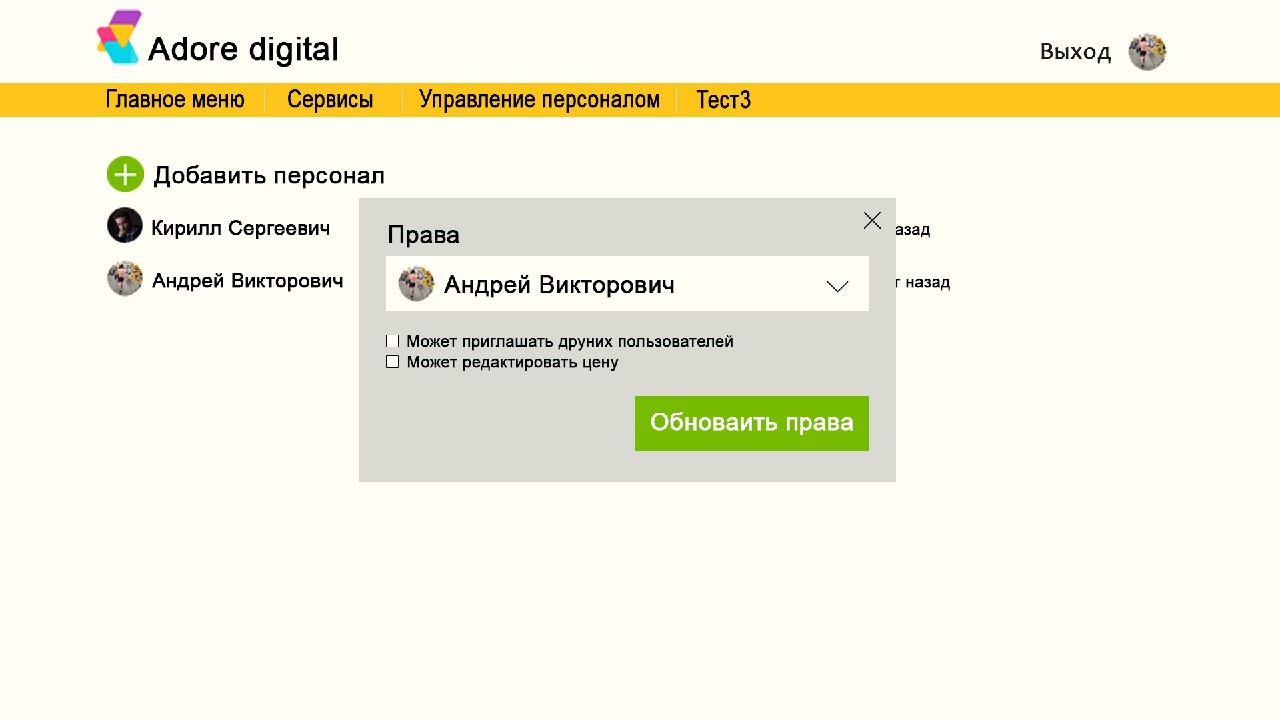 Adore digital
Выход
Главное меню Сервисы Управление персоналом Тест3
Добавить персонал
Кирилл Сергеевич
Андрей Викторович
Права
Андрей Викторович
Может приглашать друних пользователей
Может редактировать цену
Обноваить права
назад